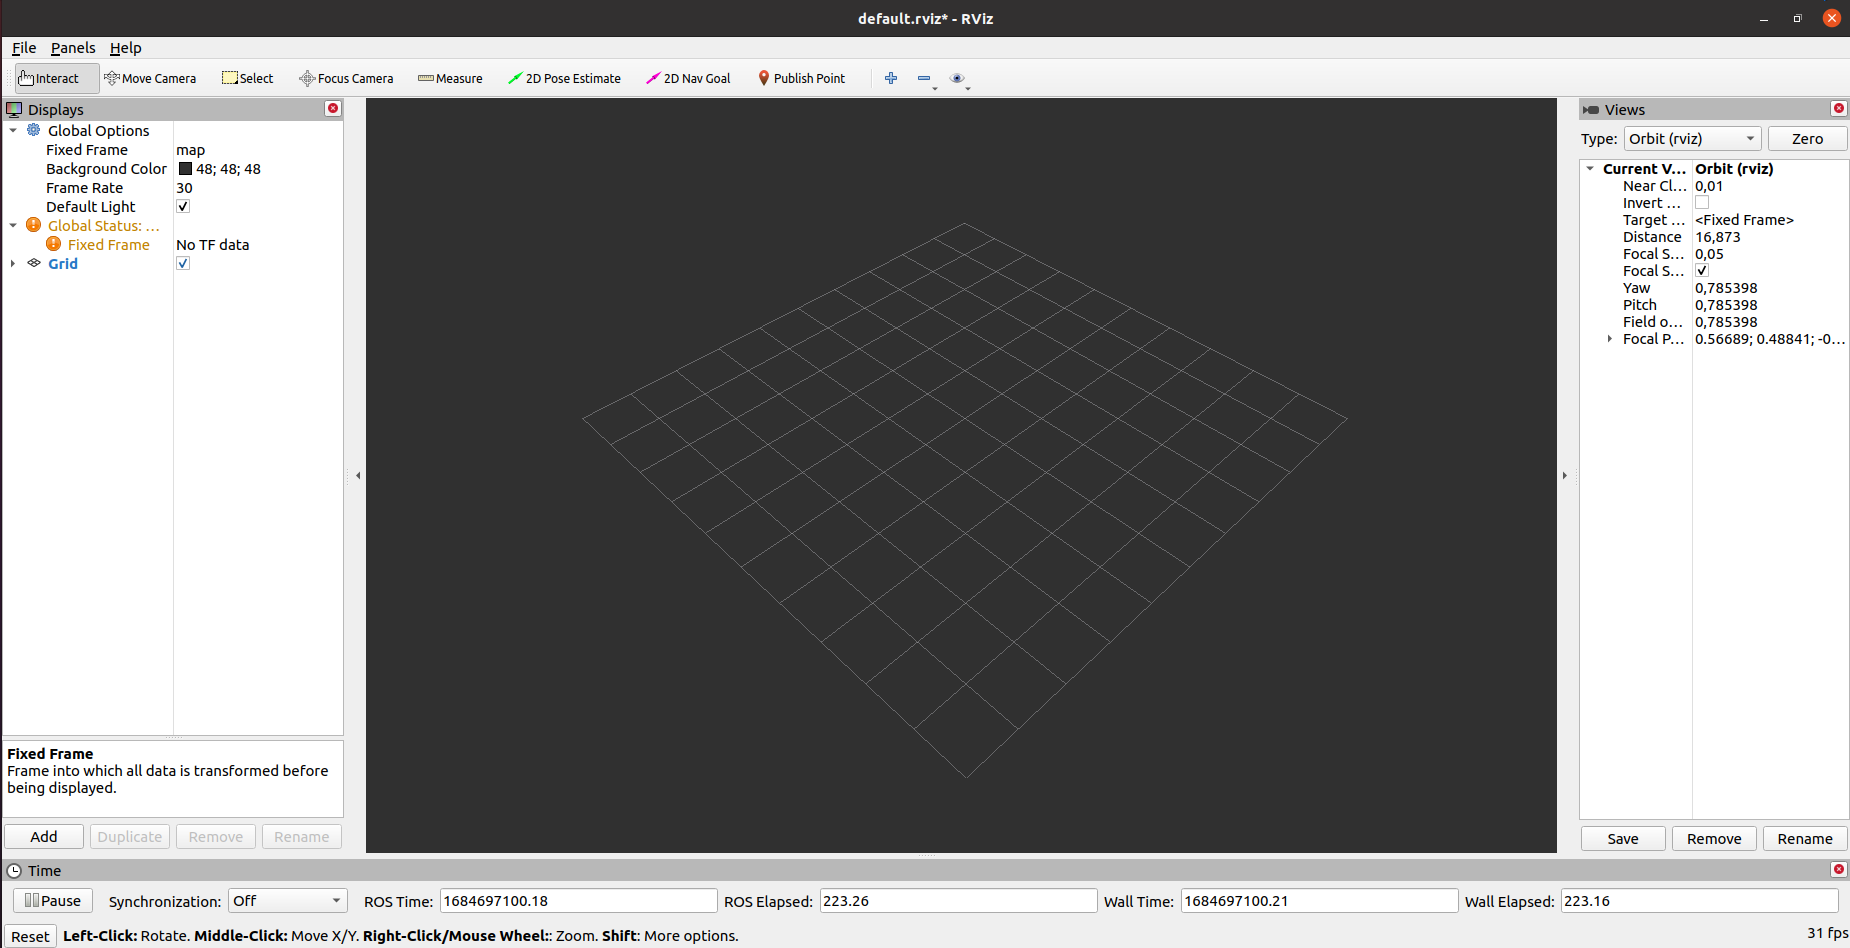 default.rviz* - RViz
File Panels Help
Interact Move Camera Select Focus Camera Measure 2D Pose Estimate 2D Nav Goal Publish Point
Displays
Global Options
Fixed Frame map
Background Color 48; 48; 48
Frame Rate 30
Default Light
Global Status: ...
Fixed Frame No TF data
Grid
Fixed Frame
Frame into which all data is transformed before
being displayed.
Add Duplicate Remove Rename
Views
Type: Orbit (rviz) Zero
Current V... Orbit (rviz)
Near Cl... 0,01
Invert ...
Target ... <Fixed Frame>
Distance 16,873
Focal S... 0,05
Focal S...
Yaw 0,785398
Pitch 0,785398
Field o... 0,785398
Focal P... 0.56689; 0.48841; -0...
Save Remove Rename
Time
Pause Synchronization: Off ROS Time: 1684697100.18 ROS Elapsed: 223.26 Wall Time: 1684697100.21 Wall Elapsed: 223.16
Reset Left-Click: Rotate. Middle-Click: Move X/Y. Right-Click/Mouse Wheel:: Zoom. Shift: More options. 31 fps